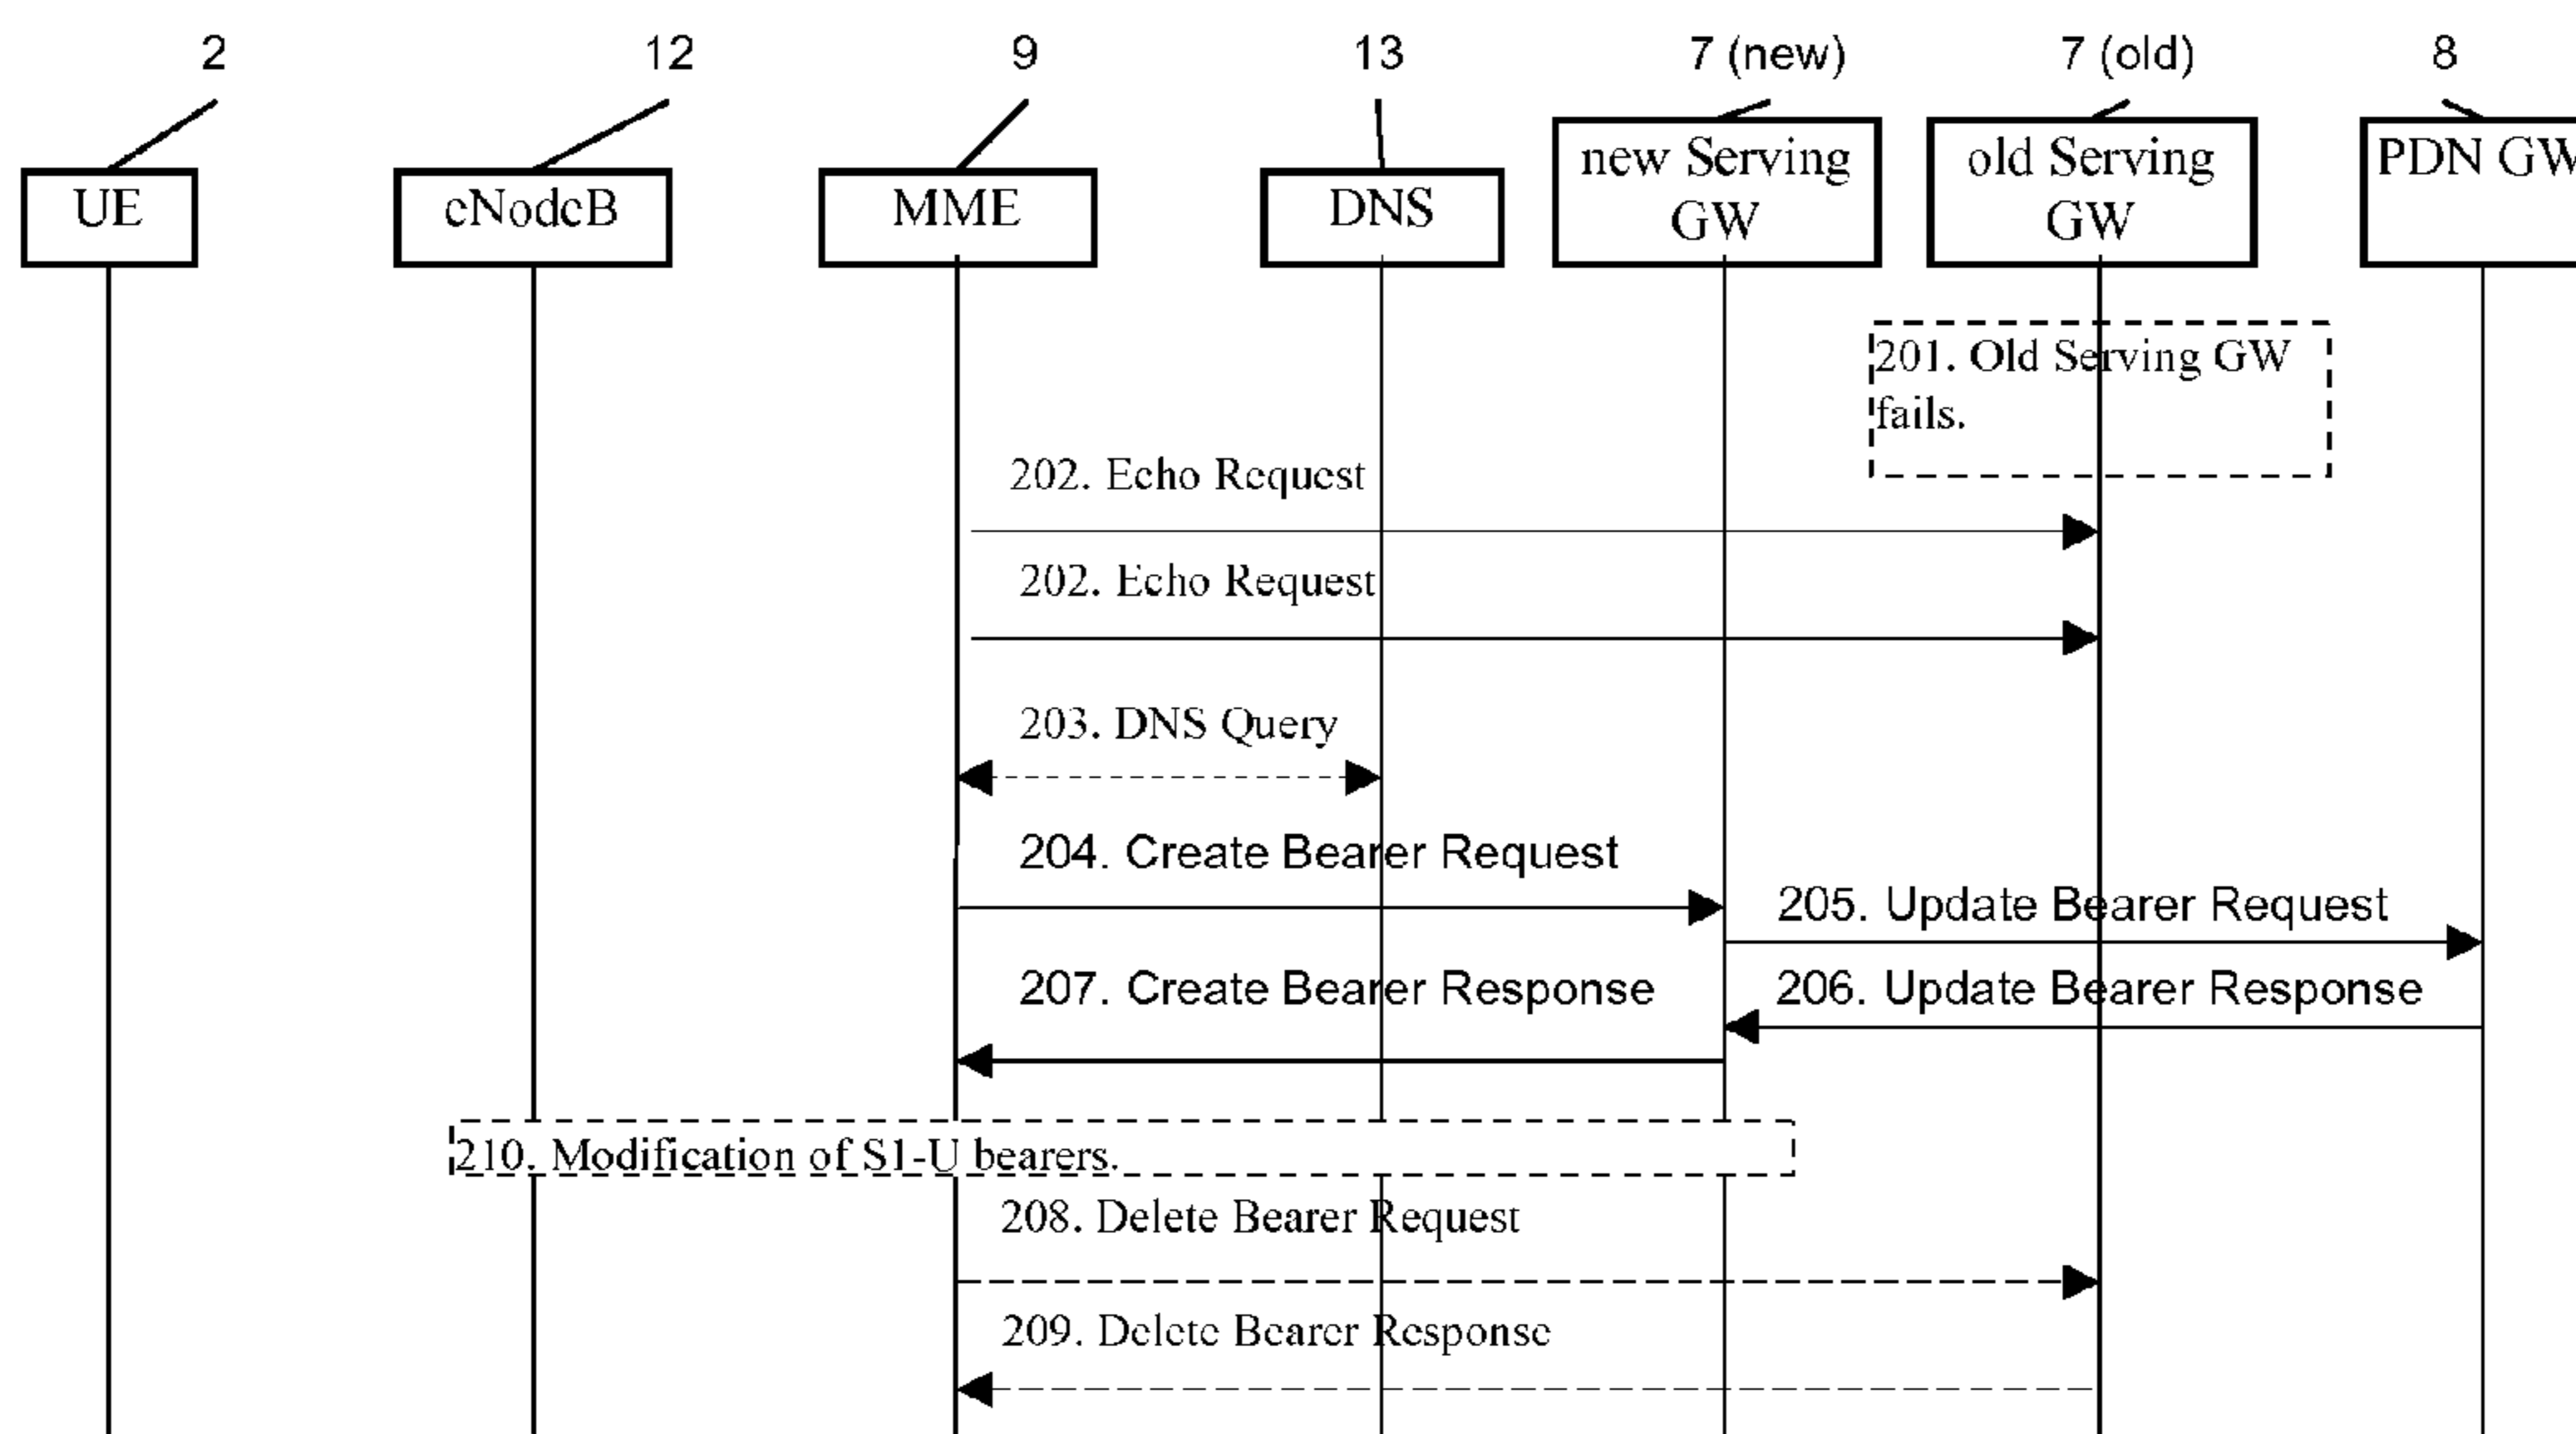 2
12
9
13
7 (new)
7 (old)
8
UE
eNodeB
MME
DNS
new Serving
GW
old Serving
GW
PDN GW
201. Old Serving GW
fails.
202. Echo Request
202. Echo Request
203. DNS Query
204. Create Bearer Request
205. Update Bearer Request
207. Create Bearer Response
206. Update Bearer Response
210. Modification of S1-U bearers.
208. Delete Bearer Request
209. Delete Bearer Response